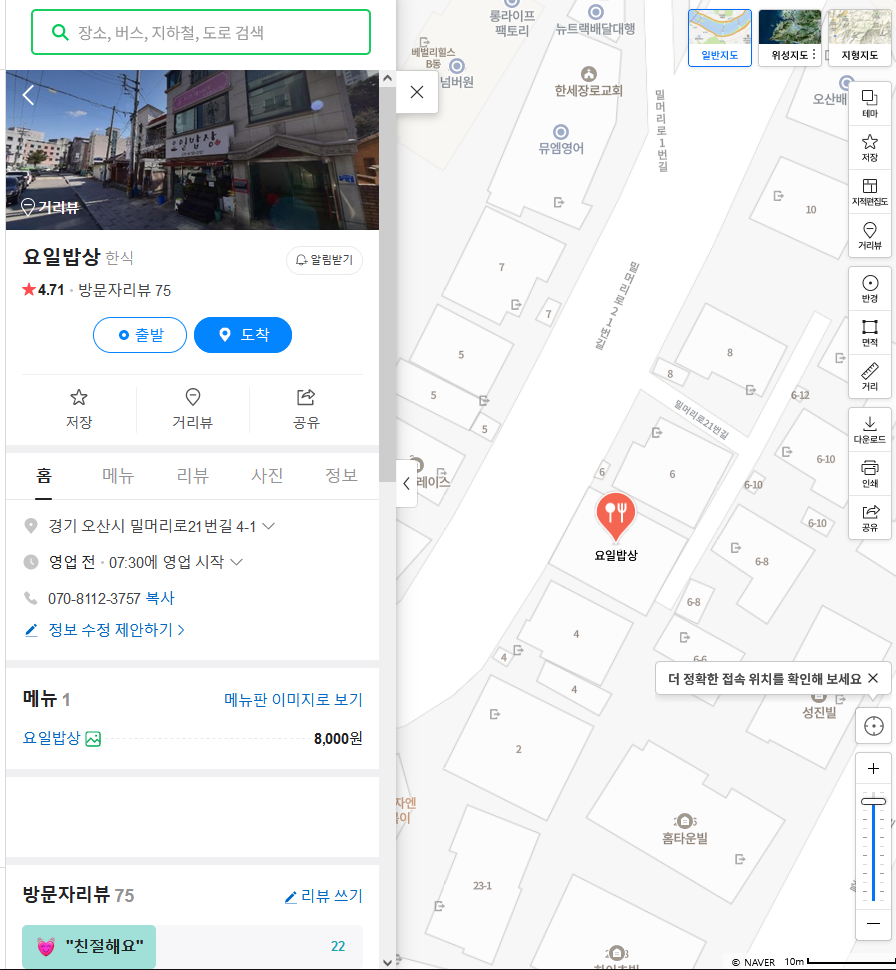 장소, 버스, 지하철, 도로 검색
요일밥상
거리뷰
요일밥상 한식
알림받기
★4.71 · 방문자리뷰 75
출발
도착
저장
거리뷰
공유
홈
메뉴
리뷰
사진
정보
경기 오산시 밀머리로21번길 4-1
영업 전 · 07:30에 영업 시작
070-8112-3757 복사
정보 수정 제안하기
메뉴 1
메뉴판 이미지로 보기
요일밥상
8,000원
방문자리뷰 75
리뷰 쓰기
"친절해요"
22
롱라이프
팩토리
뉴트랙배달대행
베벌리힐스
B동
넘버원
한세장로교회
뮤엠영어
밀머리로1번길
오산배
10
7
7
밀머리로21번길
5
5
5
8
8
밀머리로21번길
6-12
6-10
6-10
6-10
레이스
6
6
요일밥상
6-8
6-8
6-6
4
4
4
2
성진빌
홈타운빌
자엔
23-1
일반지도
위성지도
지형지도
테마
저장
지적편집도
거리뷰
반경
면적
거리
다운로드
인쇄
공유
더 정확한 접속 위치를 확인해 보세요
© NAVER
10m